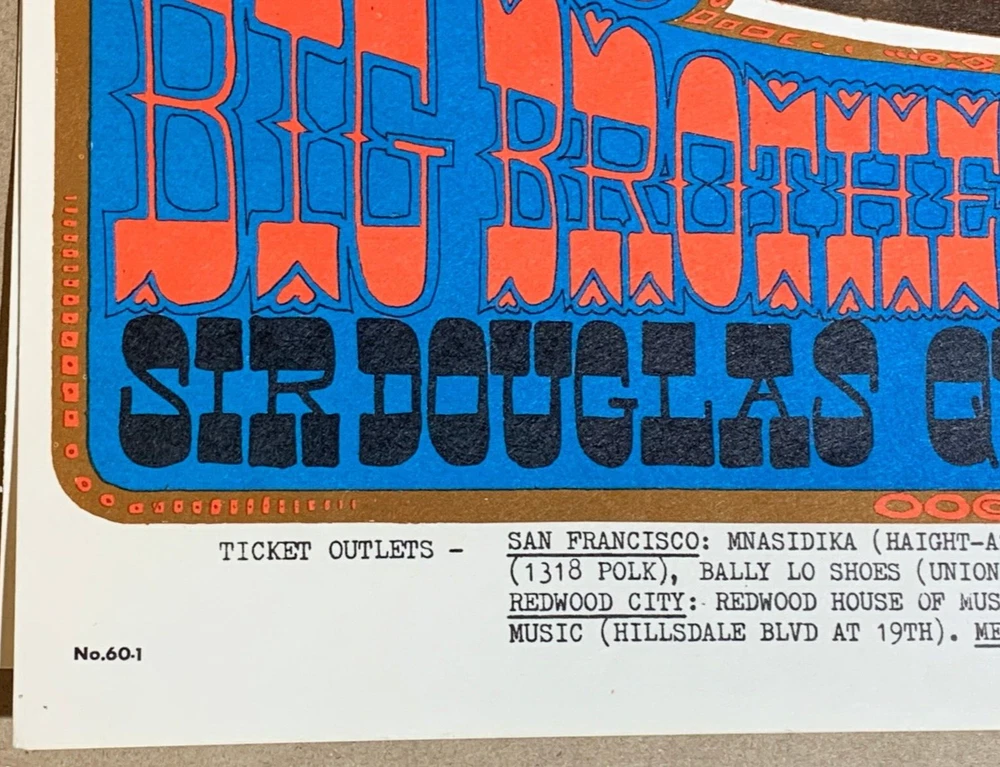 BIG BROTHE
SIR DOUGLAS Q
TICKET OUTLETS - SAN FRANCISCO: MNASIDIKA (HAIGHT-A
(1318 POLK), BALLY LO SHOES (UNION
REDWOOD CITY: REDWOOD HOUSE OF MUS
MUSIC (HILLSDALE BLVD AT 19TH). ME
No.60-1